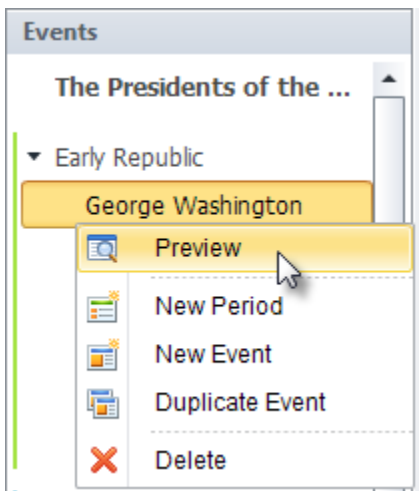 Events
The Presidents of the ...
Early Republic
George Washington
Preview
New Period
New Event
Duplicate Event
Delete